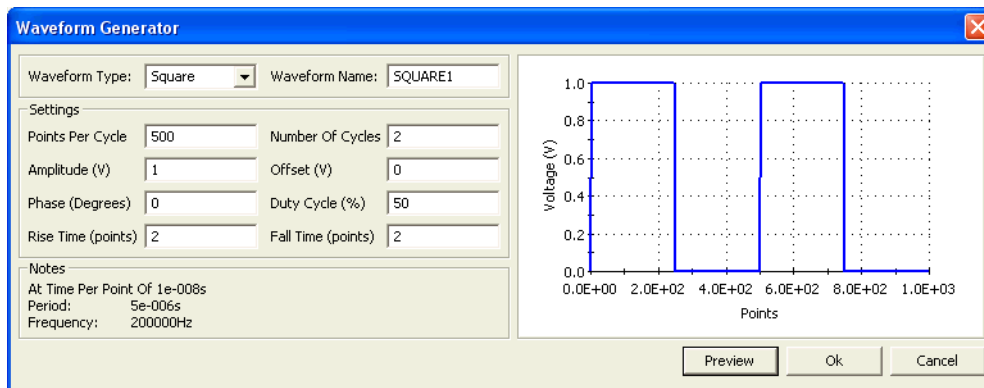 Waveform Generator
Waveform Type: Square Waveform Name: SQUARE1
Settings
Points Per Cycle 500 Number Of Cycles 2
Amplitude (V) 1 Offset (V) 0
Phase (Degrees) 0 Duty Cycle (%) 50
Rise Time (points) 2 Fall Time (points) 2
Notes
At Time Per Point Of 1e-008s
Period: 5e-006s
Frequency: 200000Hz
Voltage (V)
1.0
0.8
0.6
0.4
0.2
0.0
0.0E+00 2.0E+02 4.0E+02 6.0E+02 8.0E+02 1.0E+03
Points
Preview Ok Cancel